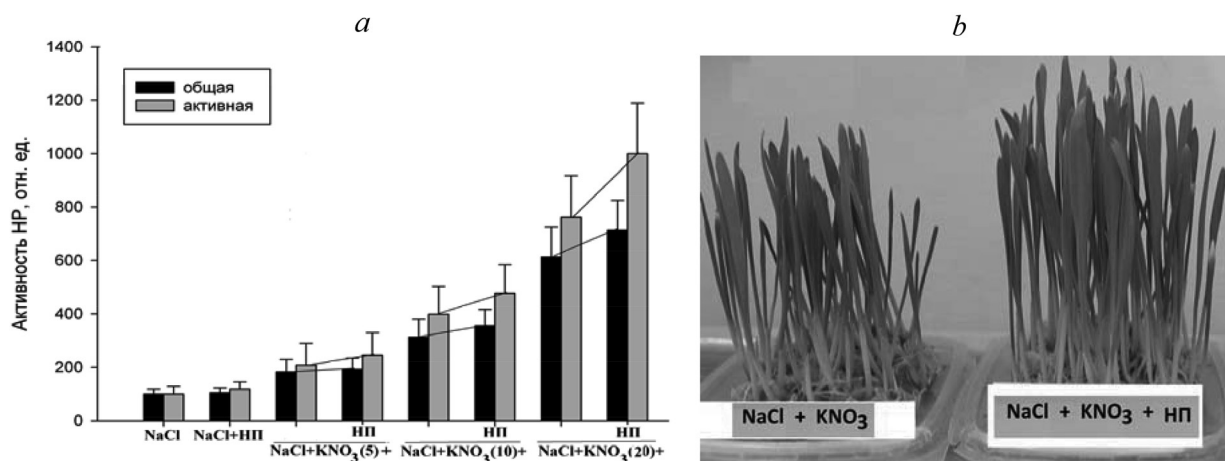 a
b
Активность НР, отн. ед.
1400
1200
1000
800
600
400
200
0
общая
активная
NaCl
NaCl+НП
НП
NaCl+KNO3(5)+
НП
NaCl+KNO3(10)+
НП
NaCl+KNO3(20)+
NaCl + KNO3
NaCl + KNO3 + НП